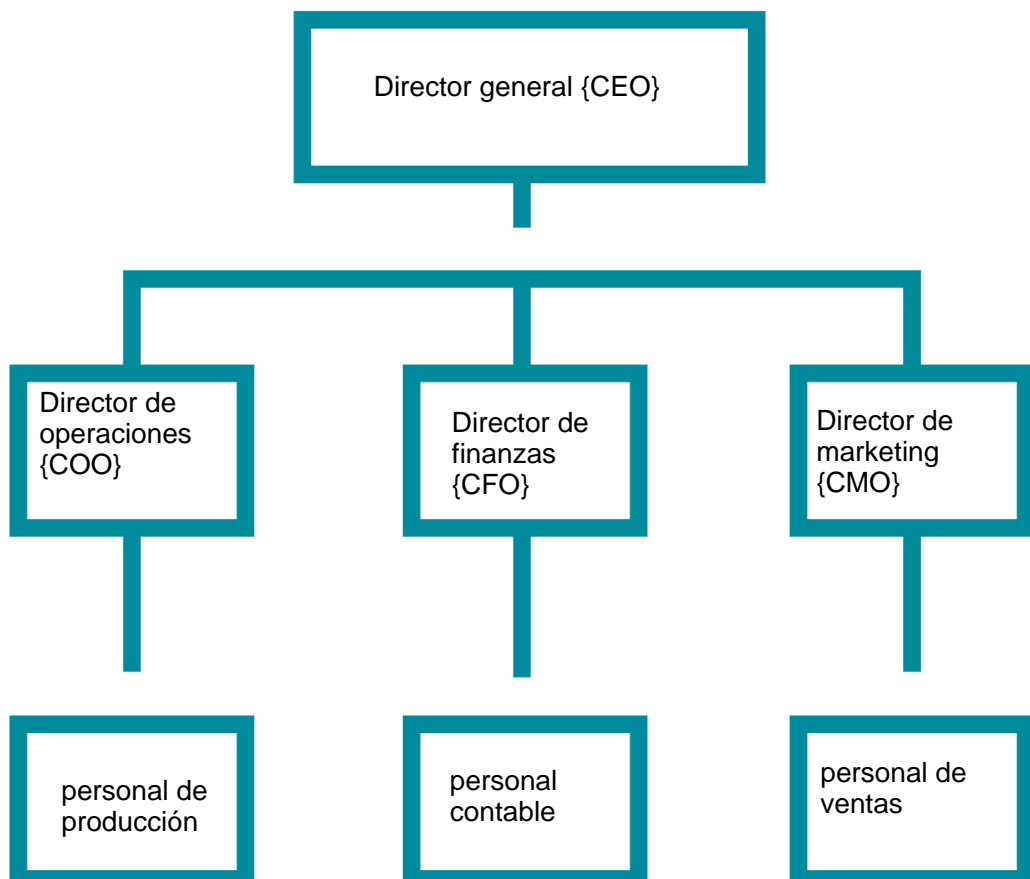 Director general {CEO}
Director de
operaciones
{COO}
Director de
finanzas
{CFO}
Director de
marketing
{CMO}
personal de
producción
personal
contable
personal de
ventas